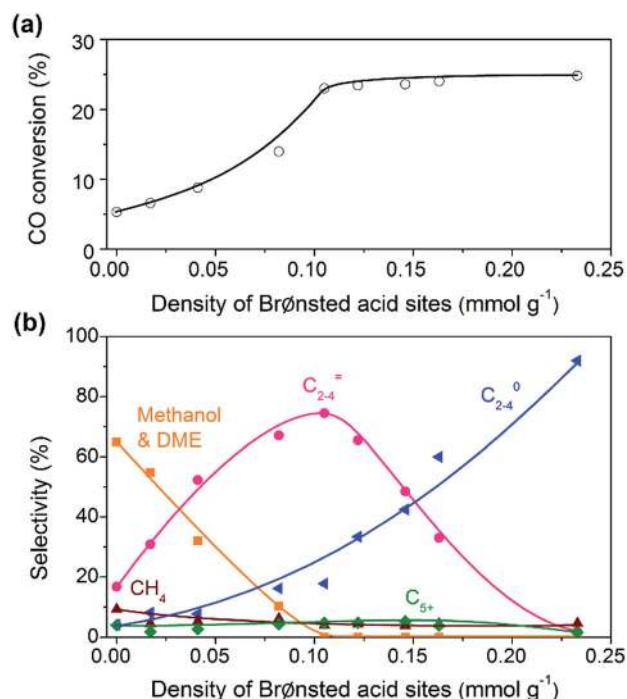 (a)
CO conversion (%)
30
20
10
0
0.00 0.05 0.10 0.15 0.20 0.25
Density of BrØnsted acid sites (mmol g⁻¹)
(b)
Selectivity (%)
100
80
60
40
20
0
Methanol
& DME
C₂₋₄⁼
C₂₋₄⁰
CH₄
C₅₊
0.00 0.05 0.10 0.15 0.20 0.25
Density of BrØnsted acid sites (mmol g⁻¹)